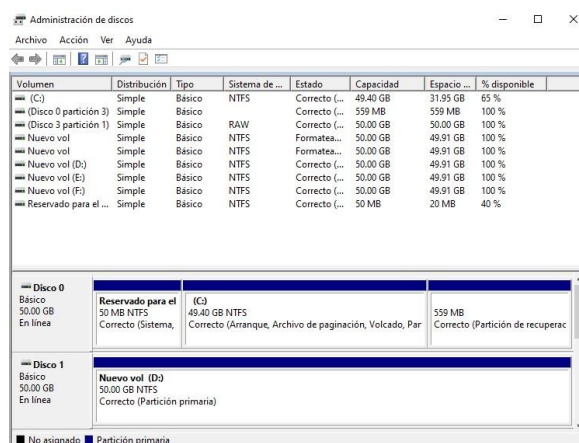 Administración de discos
Archivo Acción Ver Ayuda
Volumen Distribución Tipo Sistema de ... Estado Capacidad Espacio ... % disponible
(C:) Simple Básico NTFS Correcto (... 49.40 GB 31.95 GB 65 %
(Disco 0 partición 3) Simple Básico Correcto (... 559 MB 559 MB 100 %
(Disco 3 partición 1) Simple Básico RAW Correcto (... 50.00 GB 50.00 GB 100 %
Nuevo vol Simple Básico NTFS Formatea... 50.00 GB 49.91 GB 100 %
Nuevo vol Simple Básico NTFS Formatea... 50.00 GB 49.91 GB 100 %
Nuevo vol (D:) Simple Básico NTFS Correcto (... 50.00 GB 49.91 GB 100 %
Nuevo vol (E:) Simple Básico NTFS Correcto (... 50.00 GB 49.91 GB 100 %
Nuevo vol (F:) Simple Básico NTFS Correcto (... 50.00 GB 49.91 GB 100 %
Reservado para el ... Simple Básico NTFS Correcto (... 50 MB 20 MB 40 %
Disco 0
Básico
50.00 GB
En línea
Reservado para el
50 MB NTFS
Correcto (Sistema,
(C:)
49.40 GB NTFS
Correcto (Arranque, Archivo de paginación, Volcado, Par
559 MB
Correcto (Partición de recuperac
Disco 1
Básico
50.00 GB
En línea
Nuevo vol (D:)
50.00 GB NTFS
Correcto (Partición primaria)
No asignado Partición primaria